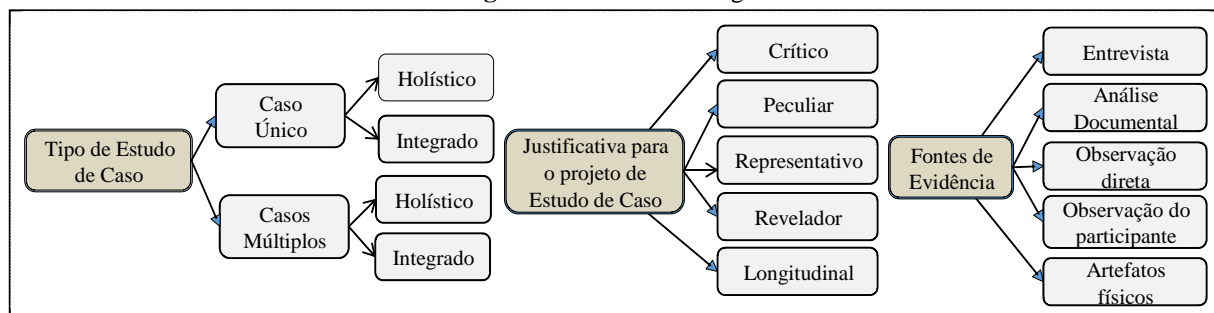 Tipo de Estudo
de Caso
Caso
Único
Holístico
Integrado
Casos
Múltiplos
Holístico
Integrado
Justificativa para
o projeto de
Estudo de Caso
Crítico
Peculiar
Representativo
Revelador
Longitudinal
Fontes de
Evidência
Entrevista
Análise
Documental
Observação
direta
Observação do
participante
Artefatos
físicos